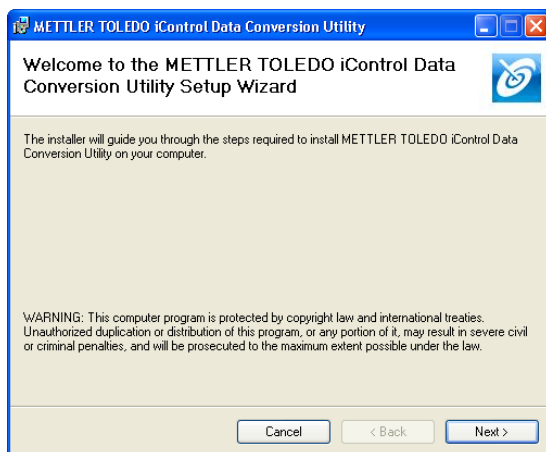 METTLER TOLEDO iControl Data Conversion Utility
Welcome to the METTLER TOLEDO iControl Data
Conversion Utility Setup Wizard
The installer will guide you through the steps required to install METTLER TOLEDO iControl Data
Conversion Utility on your computer.
WARNING: This computer program is protected by copyright law and international treaties.
Unauthorized duplication or distribution of this program, or any portion of it, may result in severe civil
or criminal penalties, and will be prosecuted to the maximum extent possible under the law.
Cancel
< Back
Next >